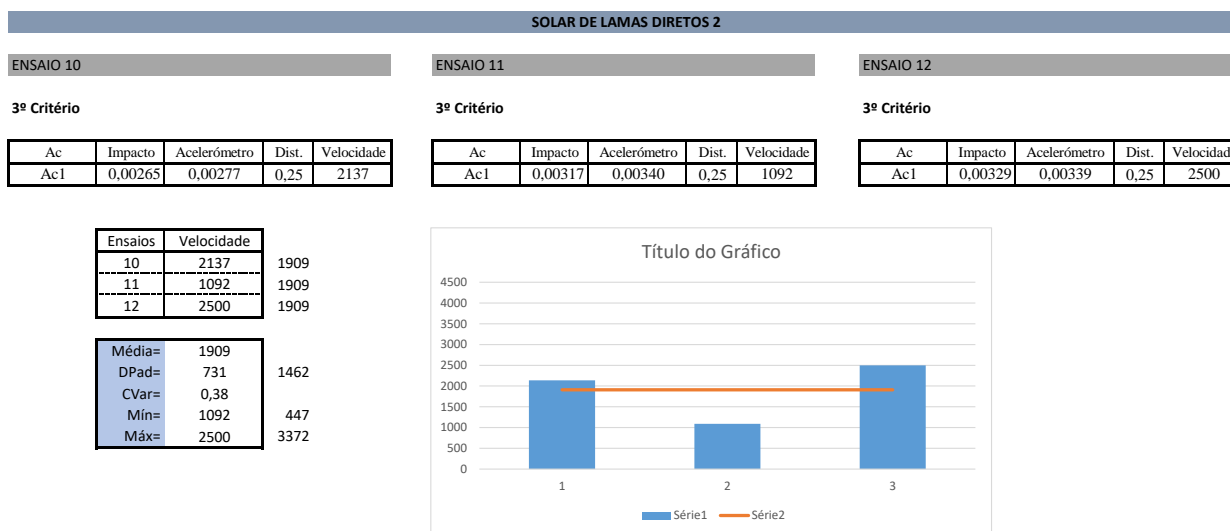 SOLAR DE LAMAS DIRETOS 2
ENSAIO 10
ENSAIO 11
ENSAIO 12
3º Critério
3º Critério
3º Critério
Ac Impacto Acelerómetro Dist. Velocidade
Ac1 0,00265 0,00277 0,25 2137
Ac Impacto Acelerómetro Dist. Velocidade
Ac1 0,00317 0,00340 0,25 1092
Ac Impacto Acelerómetro Dist. Velocidad
Ac1 0,00329 0,00339 0,25 2500
Ensaios Velocidade
10 2137 1909
11 1092 1909
12 2500 1909
Média= 1909
DPad= 731 1462
CVar= 0,38
Mín= 1092 447
Máx= 2500 3372
Título do Gráfico
4500
4000
3500
3000
2500
2000
1500
1000
500
0
1 2 3
Série1 Série2